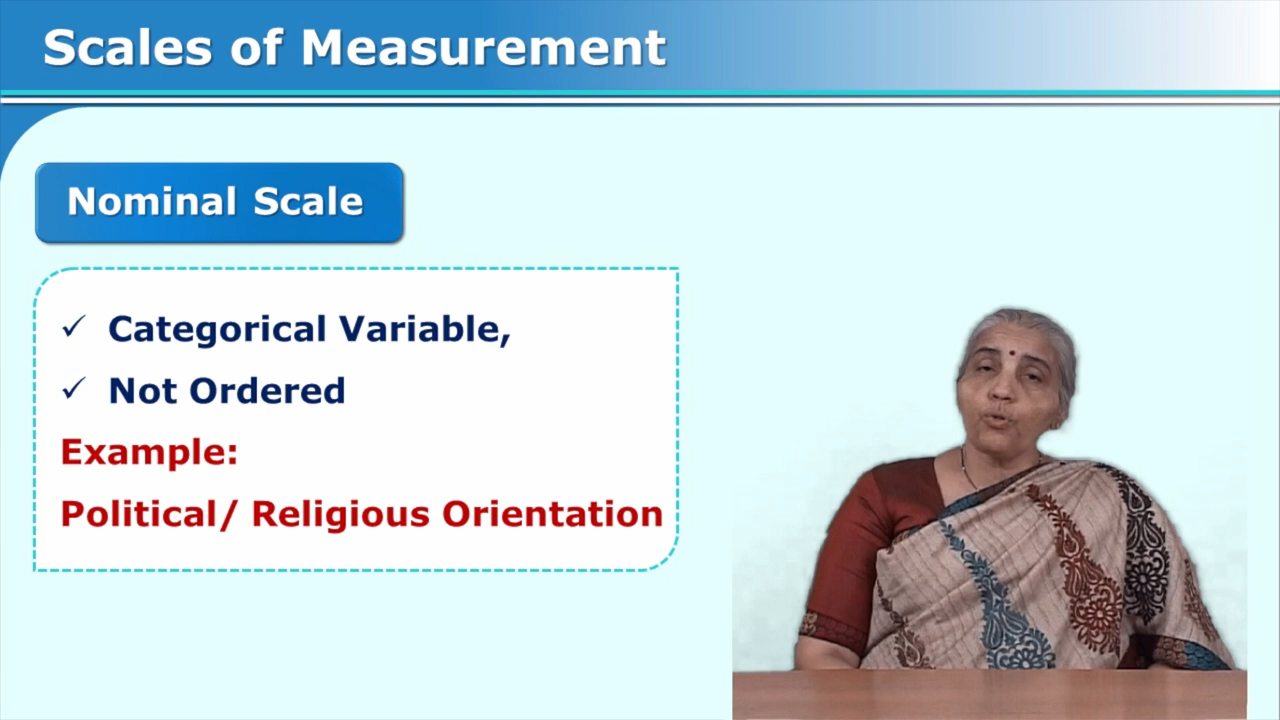 Scales of Measurement
Nominal Scale
✓ Categorical Variable,
✓ Not Ordered
Example:
Political/ Religious Orientation